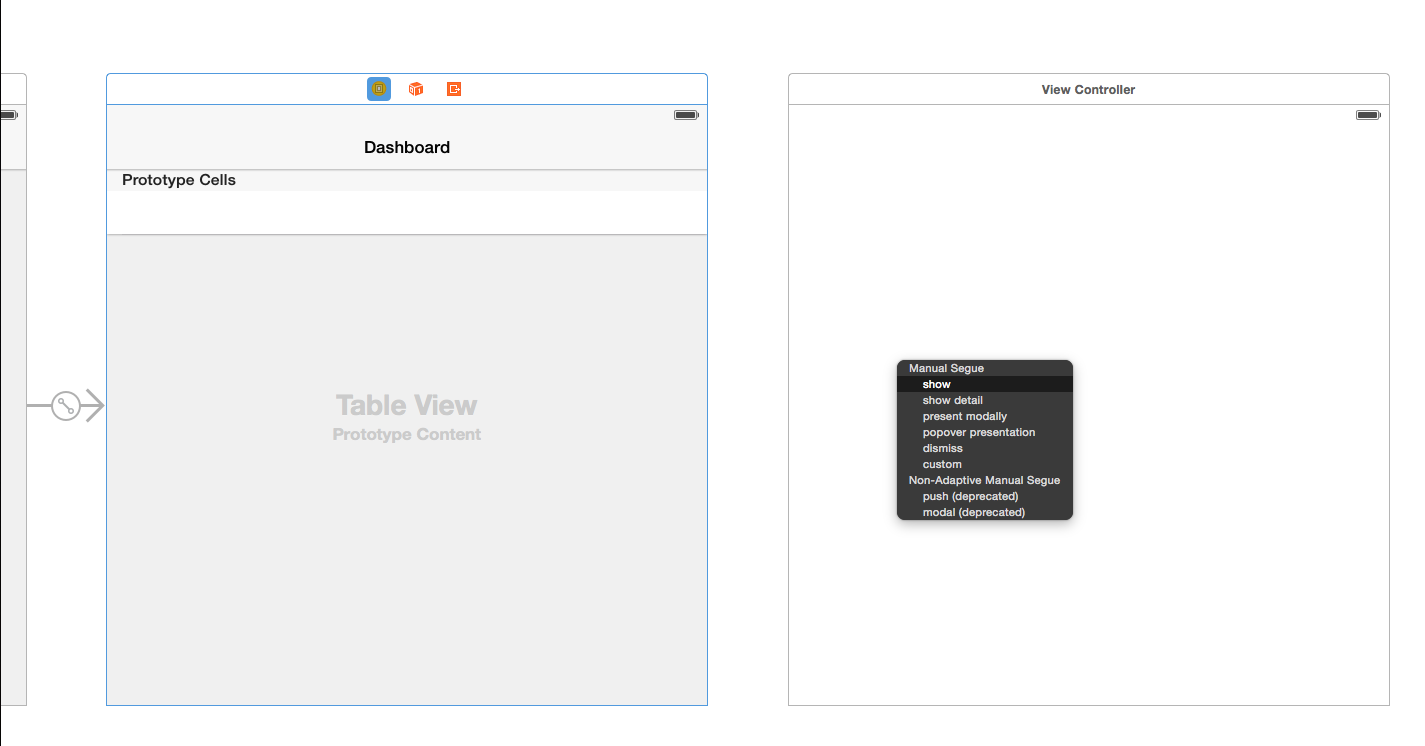 View Controller
Dashboard
Prototype Cells
Table View
Prototype Content
Manual Segue
show
show detail
present modally
popover presentation
dismiss
custom
Non-Adaptive Manual Segue
push (deprecated)
modal (deprecated)